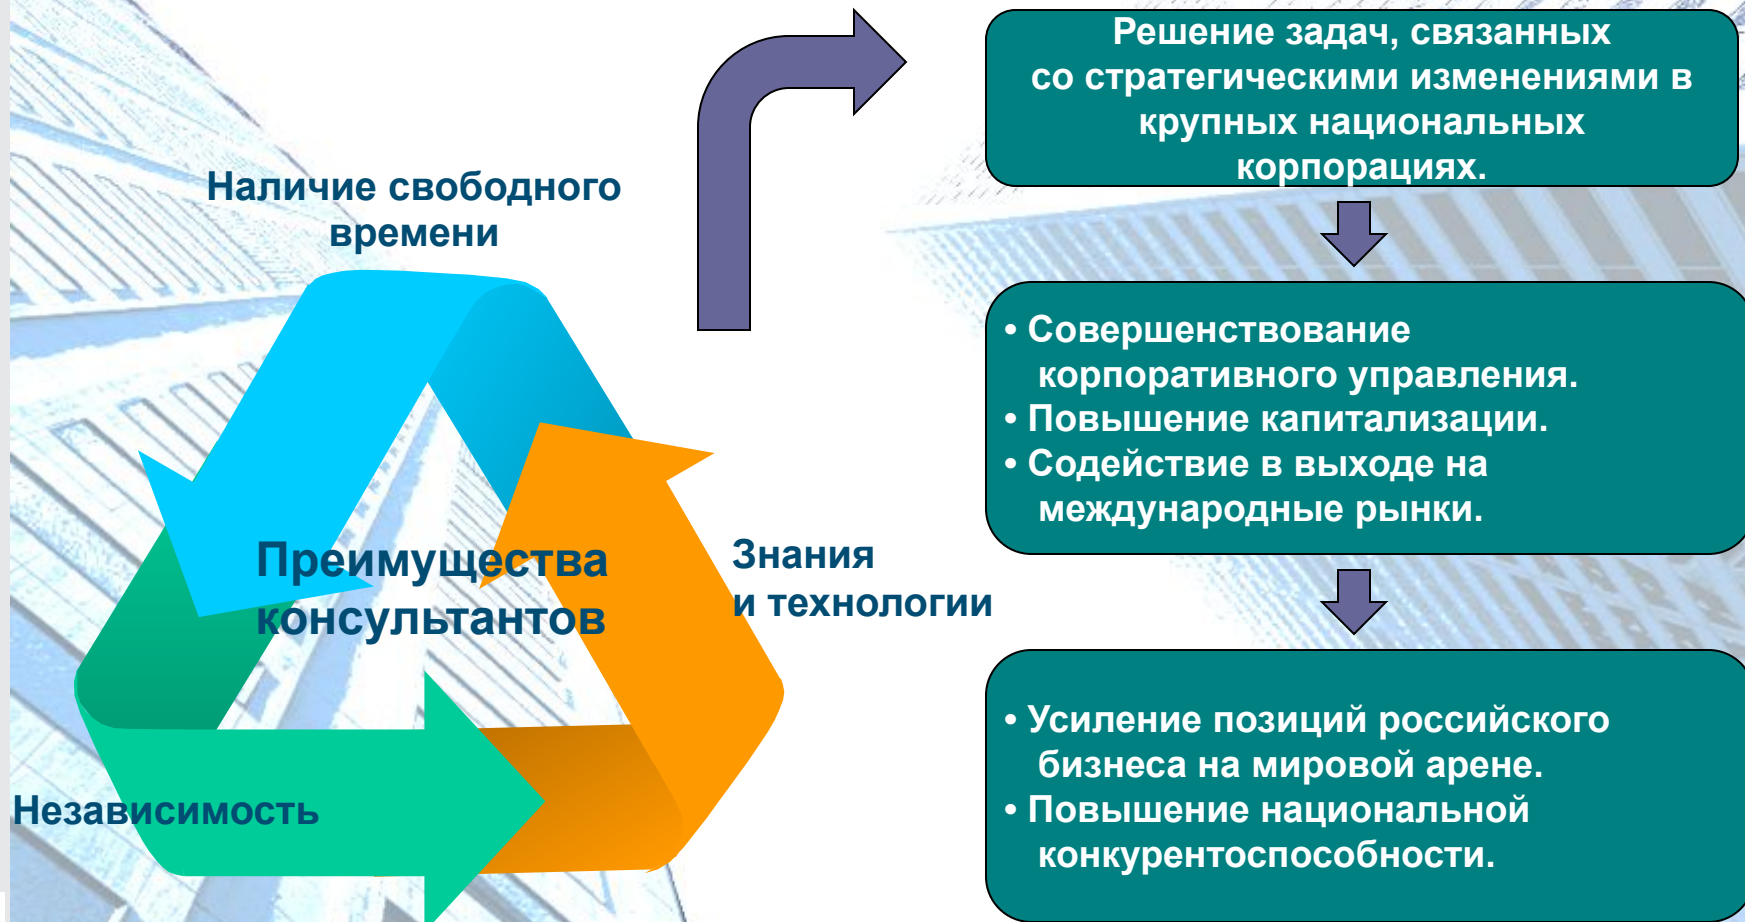 Наличие свободного
времени
Преимущества
консультантов
Знания
и технологии
Независимость
Решение задач, связанных
со стратегическими изменениями в
крупных национальных
корпорациях.
• Совершенствование
корпоративного управления.
• Повышение капитализации.
• Содействие в выходе на
международные рынки.
• Усиление позиций российского
бизнеса на мировой арене.
• Повышение национальной
конкурентоспособности.